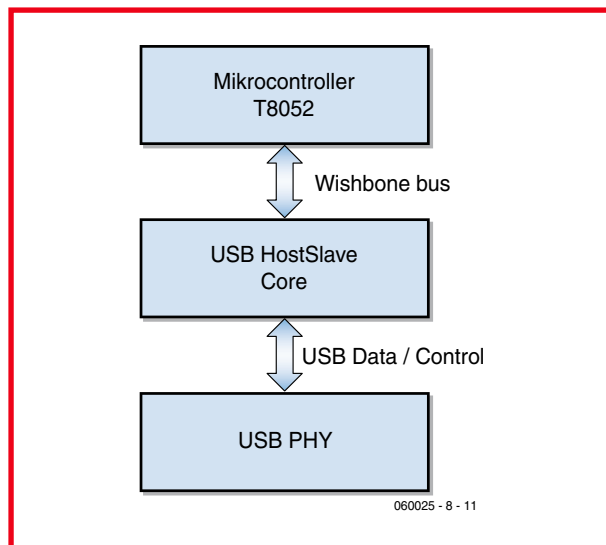 Mikrocontroller
T8052
Wishbone bus
USB HostSlave
Core
USB Data / Control
USB PHY
060025 - 8 - 11